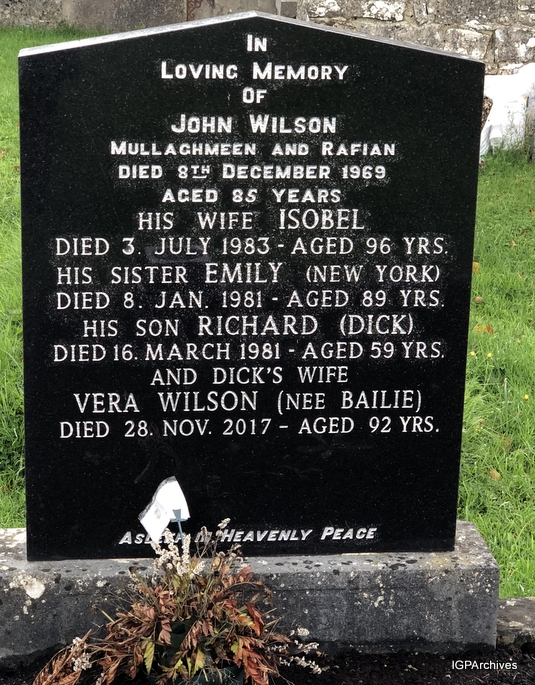 In
Loving Memory
Of
John Wilson
Mullaghmeen and Rafian
died 8th December 1969
aged 85 years
HIS WIFE ISOBEL
DIED 3. JULY 1983 - AGED 96 YRS.
HIS SISTER EMILY (NEW YORK)
DIED 8. JAN. 1981 - AGED 89 YRS.
HIS SON RICHARD (DICK)
DIED 16. MARCH 1981 - AGED 59 YRS.
AND DICK'S WIFE
VERA WILSON (NEE BAILIE)
DIED 28. NOV. 2017 – AGED 92 YRS.
Asleep in Heavenly Peace
IGPArchives